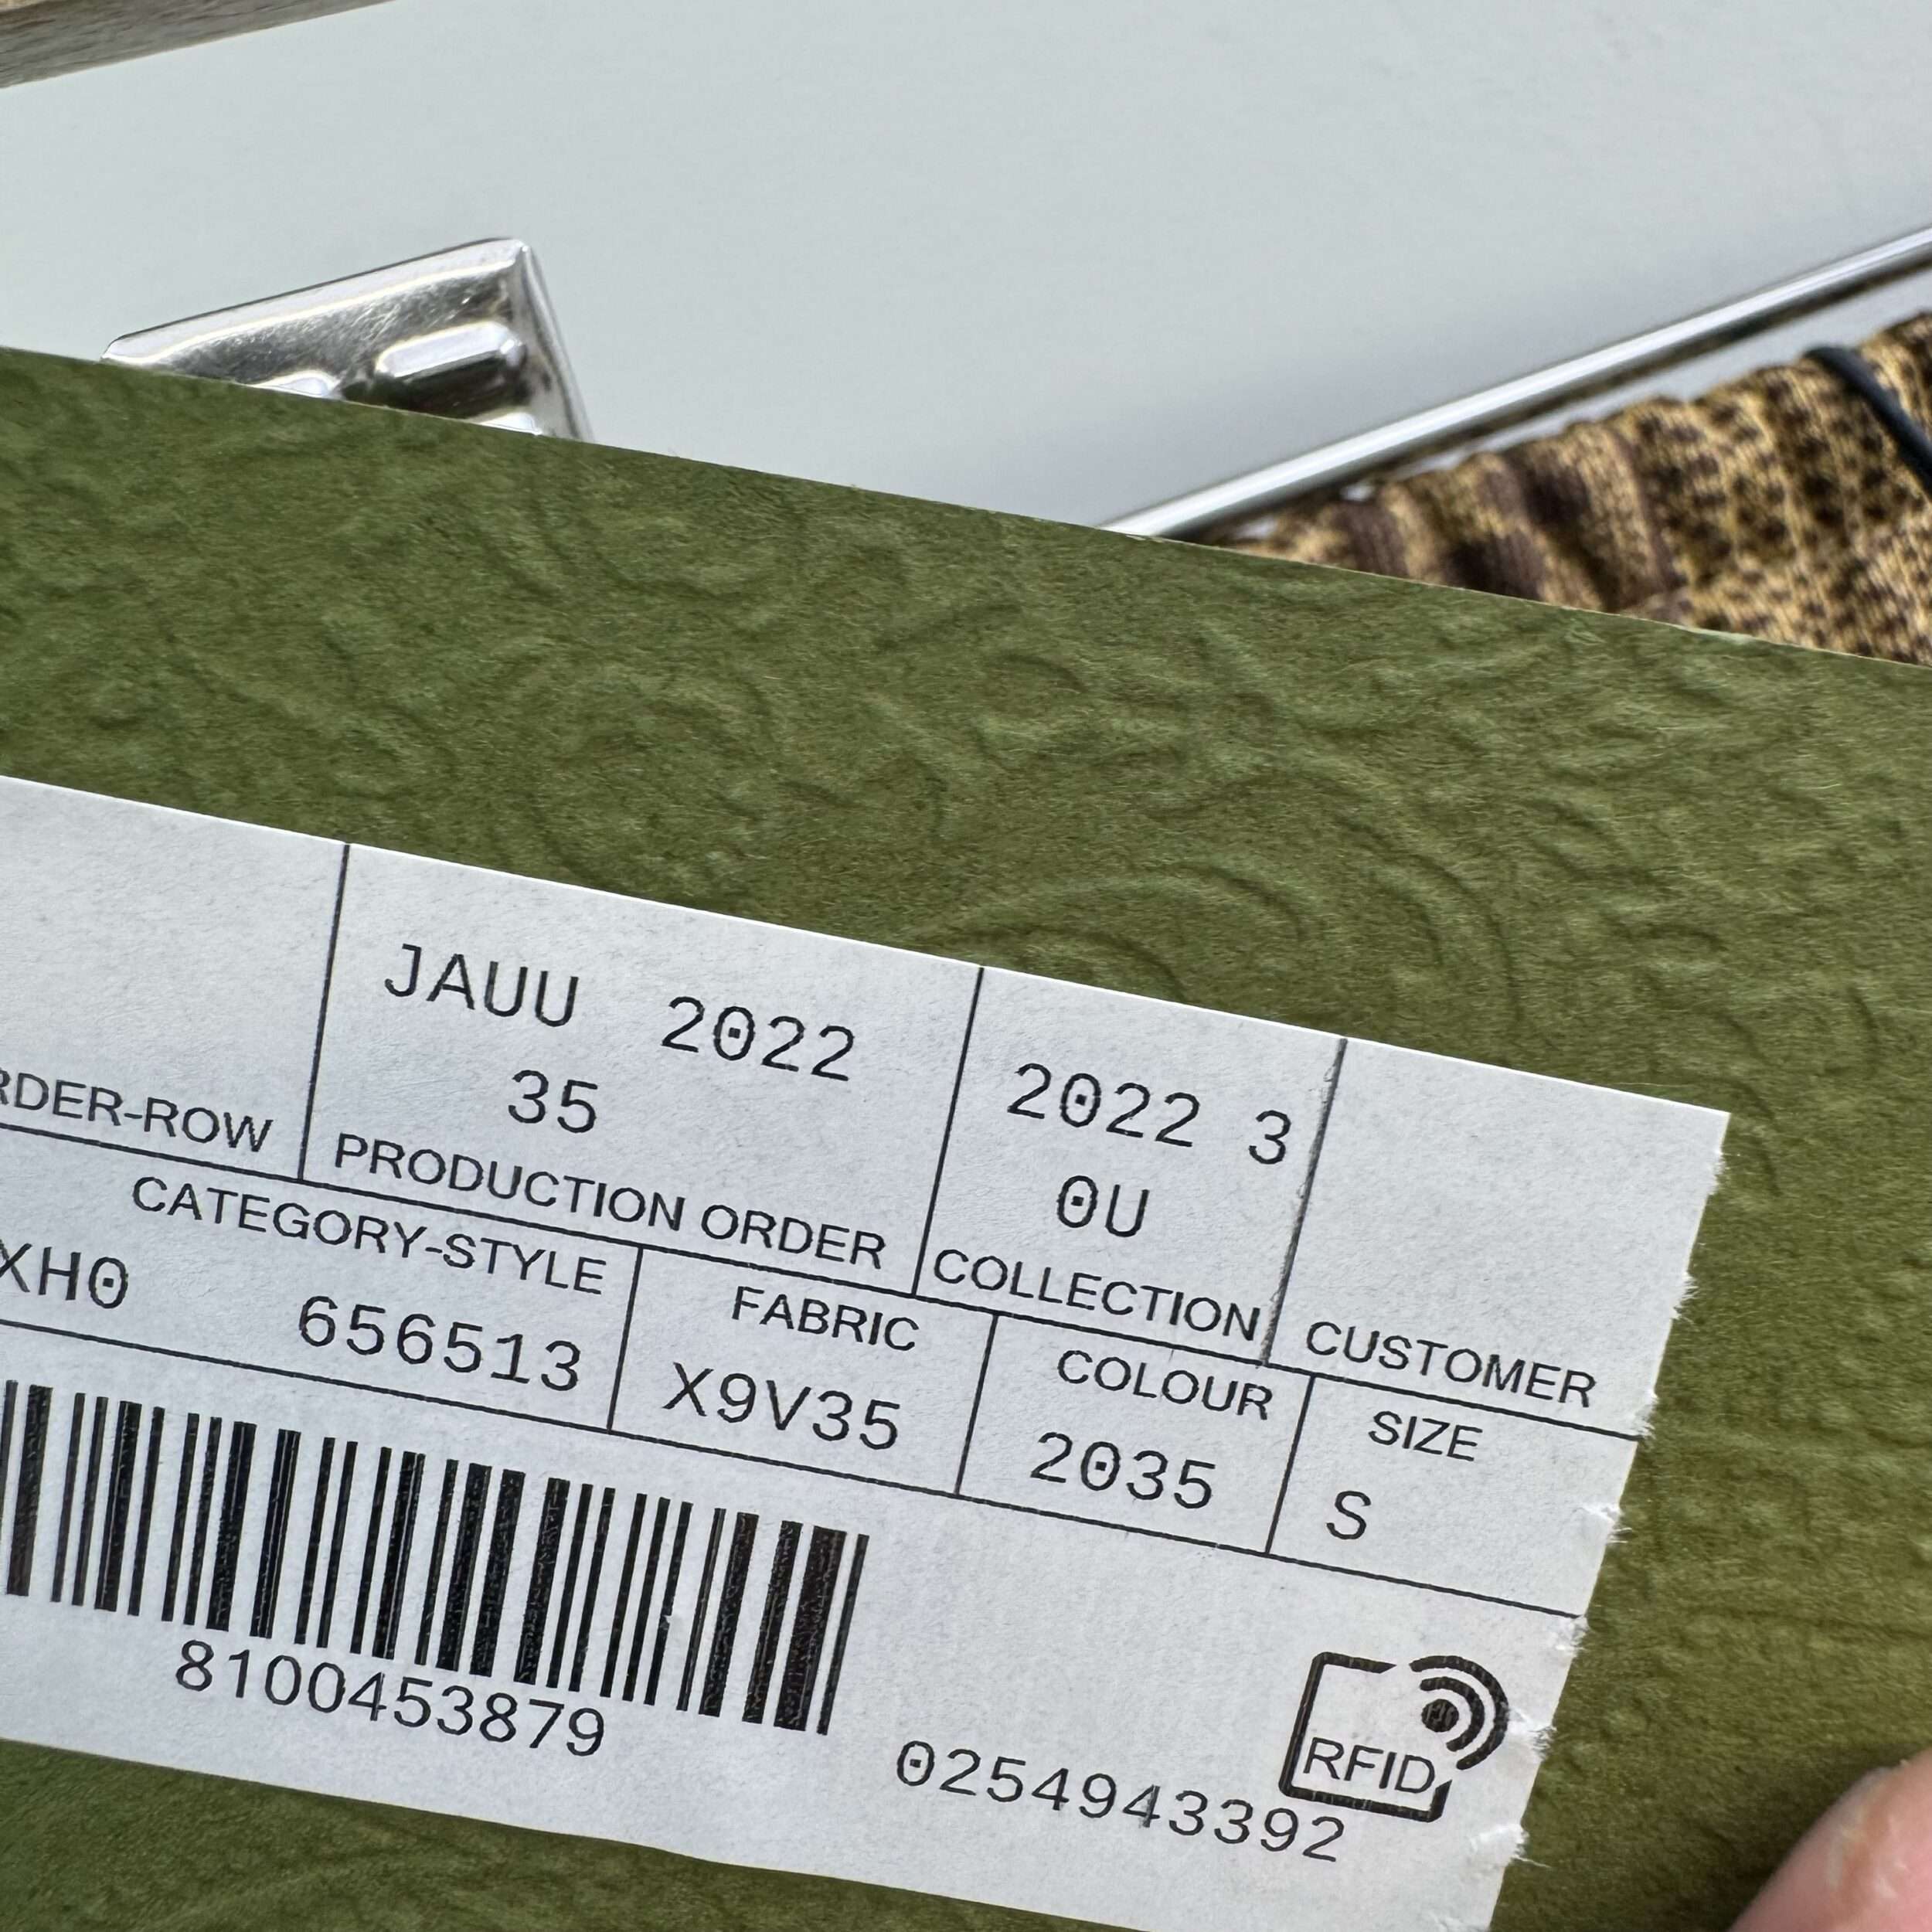 JAUU 2022
35
2022 3
0U
RDER-ROW
PRODUCTION ORDER
COLLECTION
CUSTOMER
CATEGORY-STYLE
XH0 656513
FABRIC
X9V35
COLOUR
2035
SIZE
S
8100453879
RFID
0254943392